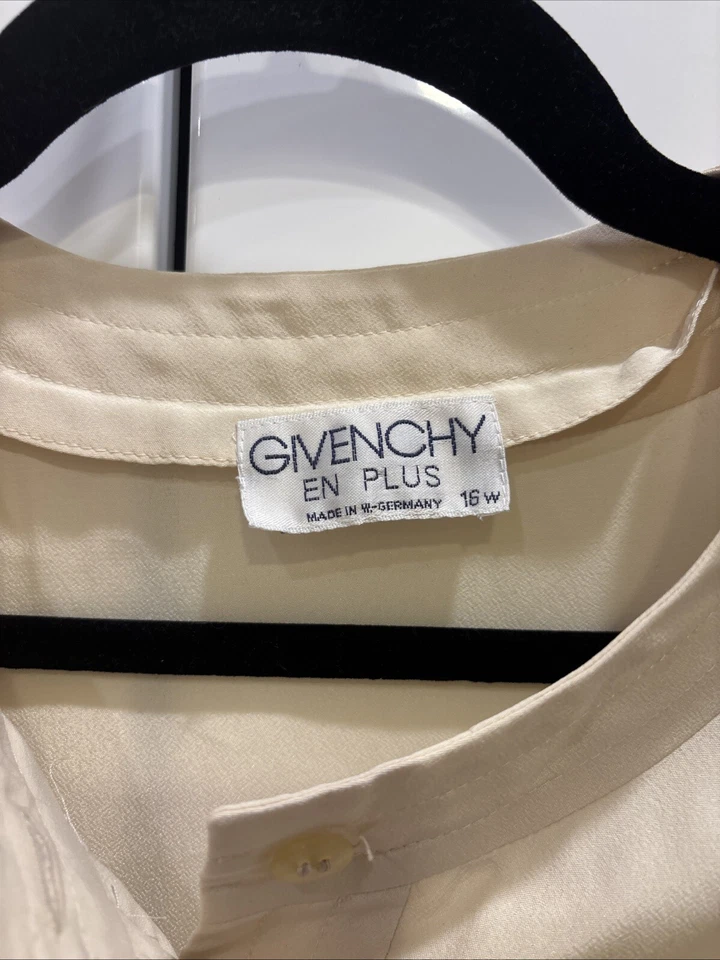 GIVENCHY
EN PLUS
MADE IN W.-GERMANY 16 W